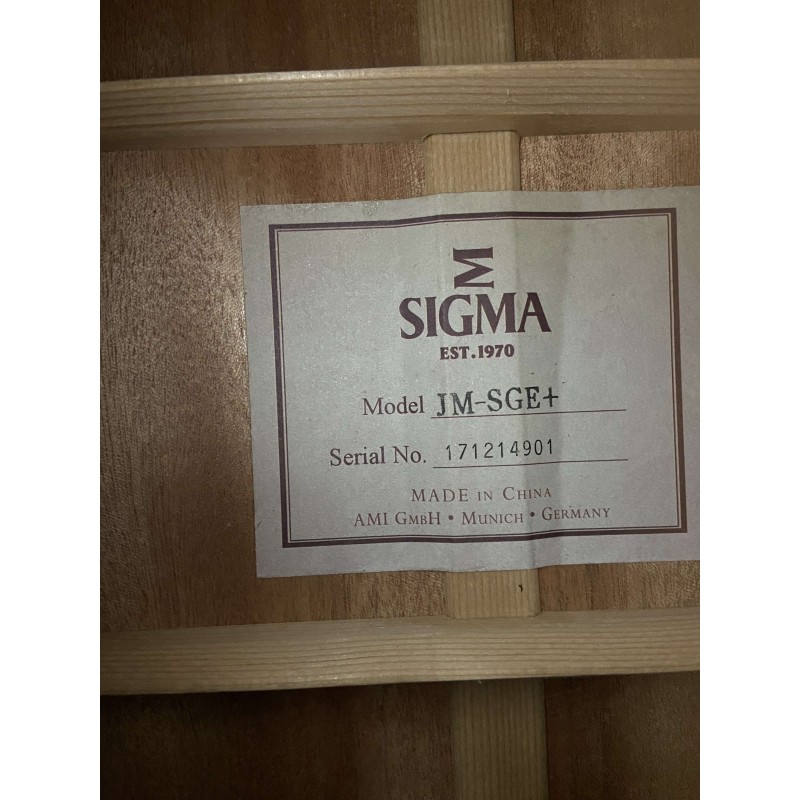 Σ
SIGMA
EST.1970
Model JM-SGE+
Serial No. 171214901
MADE IN CHINA
AMI GMBH • MUNICH • GERMANY